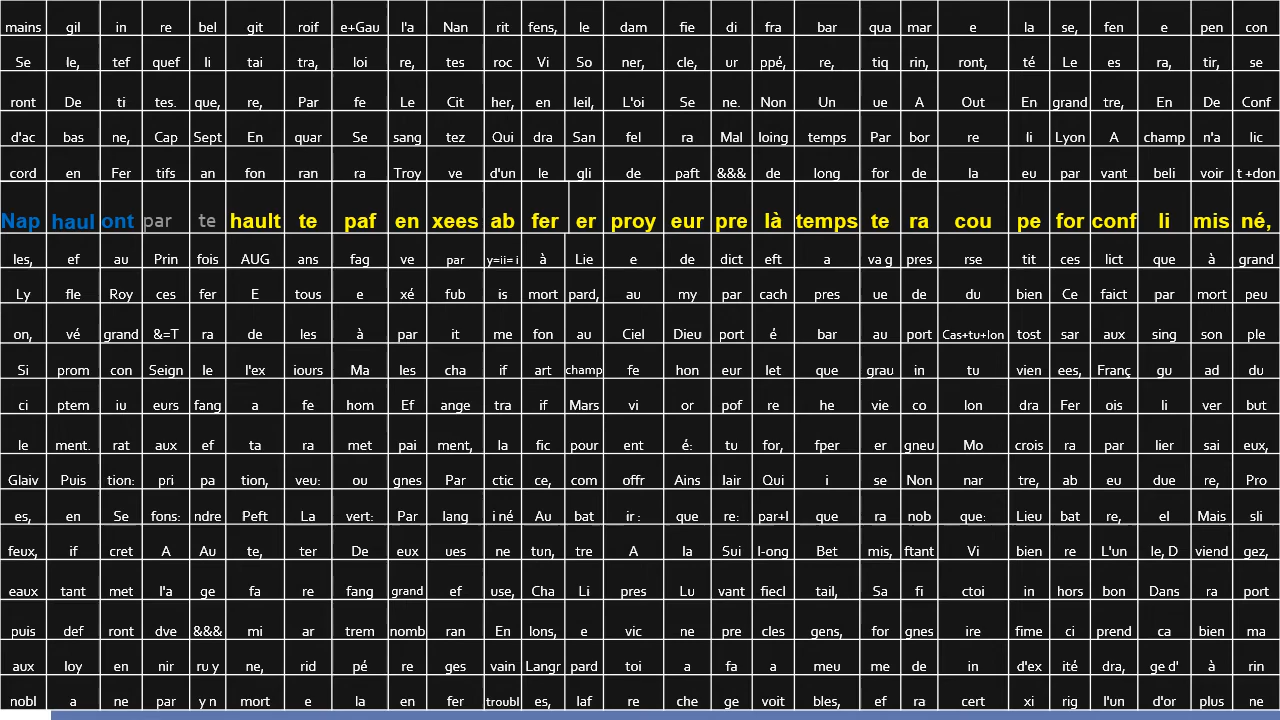 mains gil in re bel git roif e+Gau l'a Nan rit fens, le dam fie di fra bar qua mar e la se, fen e pen con
Se le, tef quef li tai tra, loi re, tes roc Vi So ner, cle, ur ppé, re, tiq rin, ront, té Le es ra, tir, se
ront De ti tes. que, re, Par fe Le Cit her, en leil, L'oi Se ne. Non Un ue A Out En grand tre, En De Conf
d'ac bas ne, Cap Sept En quar Se sang tez Qui dra San fel ra Mal loing temps Par bor re li Lyon A champ n'a lic
cord en Fer tifs an fon ran ra Troy ve d'un le gli de paft &&& de long for de la eu par vant beli voir t +don
Nap haul ont par te hault te paf en xees ab fer er proy eur pre là temps te ra cou pe for conf li mis né,
les, ef au Prin fois AUG ans fag ve par y=ii= i à Lie e de dict eft a va g pres rse tit ces lict que à grand
Ly fle Roy ces fer E tous e xé fub is mort pard, au my par cach pres ue de du bien Ce faict par mort peu
on, vé grand &=T ra de les à par it me fon au Ciel Dieu port é bar au port Cas+tu+lon tost sar aux sing son ple
Si prom con Seign le l'ex iours Ma les cha if art champ fe hon eur let que grau in tu vien ees, Franç gu ad du
ci ptem iu eurs fang a fe hom Ef ange tra if Mars vi or pof re he vie co lon dra Fer ois li ver but
le ment. rat aux ef ta ra met pai ment, la fic pour ent é: tu for, fper er gneu Mo crois ra par lier sai eux,
Glaiv Puis tion: pri pa tion, veu: ou gnes Par ctic ce, com offr Ains lair Qui i se Non nar tre, ab eu due re, Pro
es, en Se fons: ndre Peft La vert: Par lang i né Au bat ir : que re: par+l que ra nob que: Lieu bat re, el Mais sli
feux, if cret A Au te, ter De eux ues ne tun, tre A la Sui l-ong Bet mis, ftant Vi bien re L'un le, D viend gez,
eaux tant met l'a ge fa re fang grand ef use, Cha Li pres Lu vant fiecl tail, Sa fi ctoi in hors bon Dans ra port
puis def ront dve &&& mi ar trem nomb ran En lons, e vic ne pre cles gens, for gnes ire fime ci prend ca bien ma
aux loy en nir ru y ne, rid pé re ges vain Langr pard toi a fa a meu me de in d'ex ité dra, ge d' à rin
nobl a ne par y n mort e la en fer troubl es, laf re che ge voit bles, ef ra cert xi rig l'un d'or plus ne